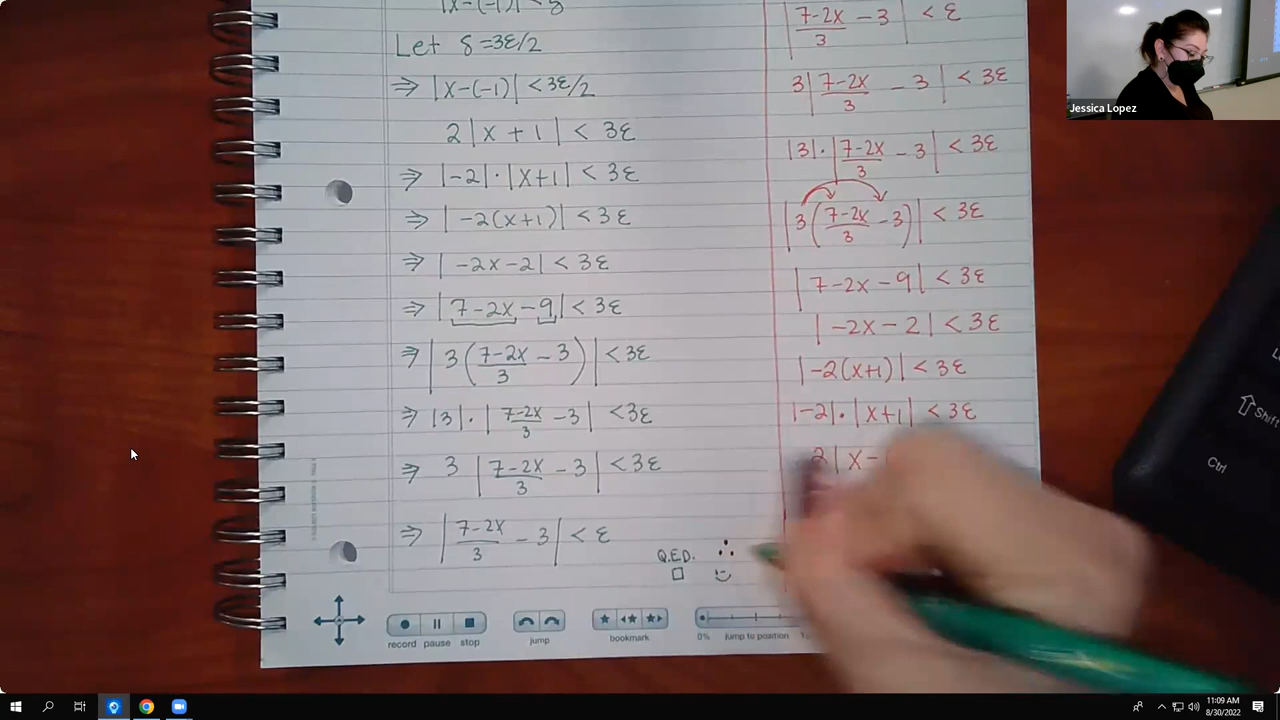 |x-(-1)| < δ
Let δ = 3ε/2
⇒ |x-(-1)| < 3ε/2
2|x + 1| < 3ε
⇒ |-2|·|x+1| < 3ε
⇒ |-2(x+1)| < 3ε
⇒ |-2x-2| < 3ε
⇒ |7-2x-9| < 3ε
⇒ |3((7-2x)/3 - 3)| < 3ε
⇒ |3|·|(7-2x)/3 - 3| < 3ε
⇒ 3 |(7-2x)/3 - 3| < 3ε
⇒ |(7-2x)/3 - 3| < ε
Q.E.D.
|(7-2x)/3 - 3| < ε
3|(7-2x)/3 - 3| < 3ε
|3|·|(7-2x)/3 - 3| < 3ε
|3((7-2x)/3 - 3)| < 3ε
|7-2x-9| < 3ε
|-2x-2| < 3ε
|-2(x+1)| < 3ε
|-2|·|x+1| < 3ε
2|x-
record pause stop
jump
bookmark
0% jump to position
Jessica Lopez
Shift
Ctrl
11:09 AM
8/30/2022